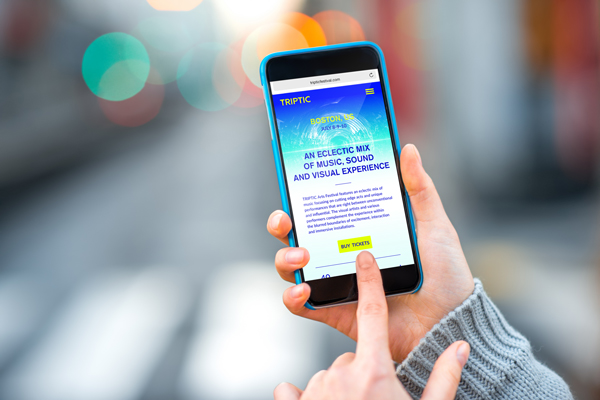 tripticfestival.com
TRIPTIC
BOSTON
JULY 8-9-10
AN ECLECTIC MIX
OF MUSIC, SOUND
AND VISUAL EXPERIENCE
TRIPTIC Arts Festival features an eclectic mix of
music focusing on cutting edge acts and unique
performances that are right between unconventional
and influential. The visual artists and various
performers complement the experience within
the blurred boundaries of excitement, interaction
and immersive installations.
BUY TICKETS